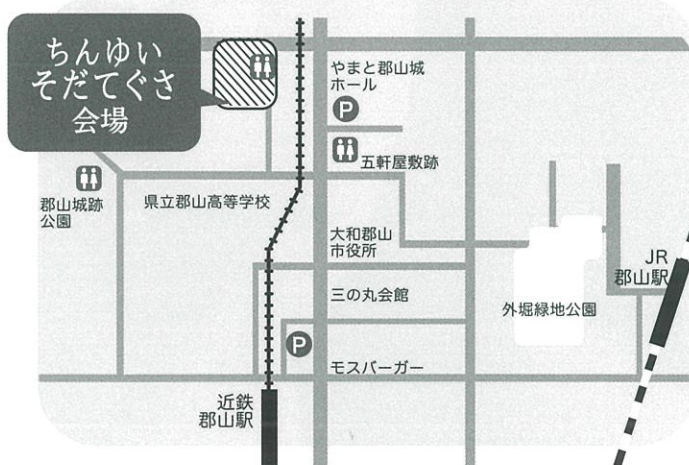 ちんゆい
そだてぐさ
会場
やまと郡山城
ホール
P
五軒屋敷跡
郡山城跡
公園
県立郡山高等学校
大和郡山
市役所
JR
郡山駅
三の丸会館
外堀緑地公園
P
モスバーガー
近鉄
郡山駅